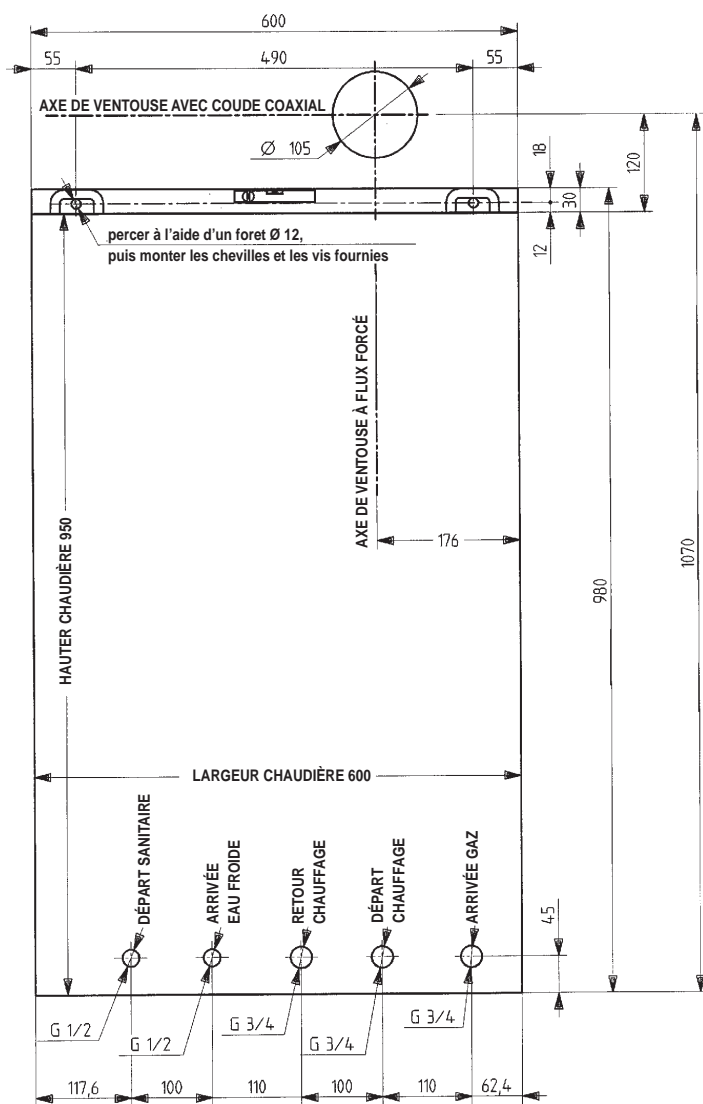 600
55
490
55
AXE DE VENTOUSE AVEC COUDE COAXIAL
Ø 105
18
120
30
12
percer à l’aide d’un foret Ø 12,
puis monter les chevilles et les vis fournies
AXE DE VENTOUSE À FLUX FORCÉ
176
HAUTER CHAUDIÈRE 950
980
1070
LARGEUR CHAUDIÈRE 600
DÉPART SANITAIRE
ARRIVÉE
EAU FROIDE
RETOUR
CHAUFFAGE
DÉPART
CHAUFFAGE
ARRIVÉE GAZ
45
G 1/2
G 1/2
G 3/4
G 3/4
G 3/4
117,6
100
110
100
110
62,4